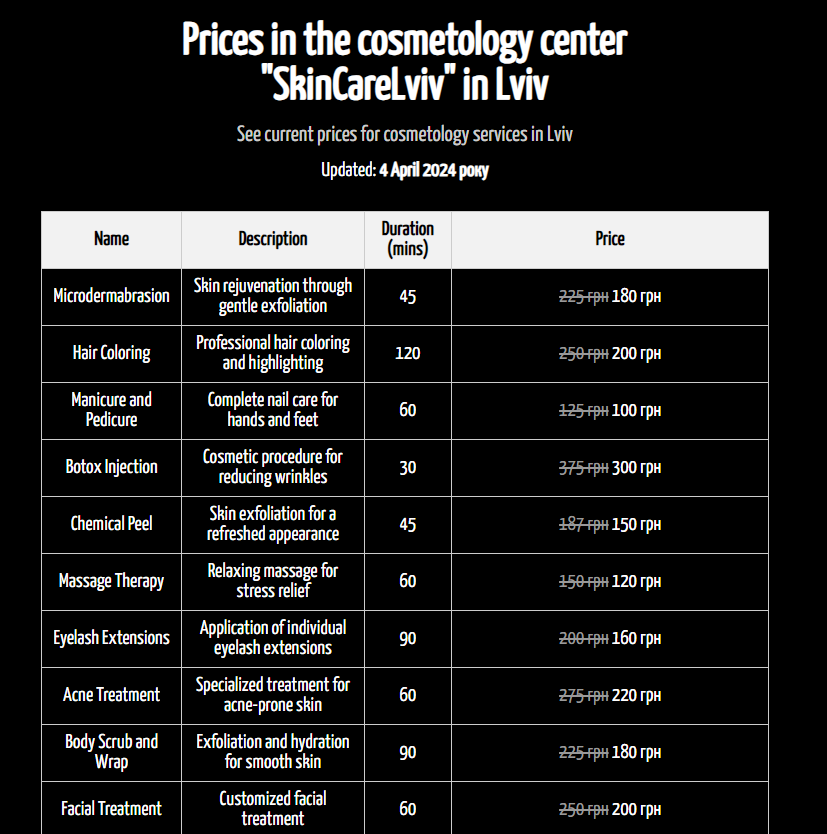 Prices in the cosmetology center
"SkinCareLviv" in Lviv
See current prices for cosmetology services in Lviv
Updated: 4 April 2024 року
Name Description Duration (mins) Price
Microdermabrasion Skin rejuvenation through gentle exfoliation 45 225 грн 180 грн
Hair Coloring Professional hair coloring and highlighting 120 250 грн 200 грн
Manicure and Pedicure Complete nail care for hands and feet 60 125 грн 100 грн
Botox Injection Cosmetic procedure for reducing wrinkles 30 375 грн 300 грн
Chemical Peel Skin exfoliation for a refreshed appearance 45 187 грн 150 грн
Massage Therapy Relaxing massage for stress relief 60 150 грн 120 грн
Eyelash Extensions Application of individual eyelash extensions 90 200 грн 160 грн
Acne Treatment Specialized treatment for acne-prone skin 60 275 грн 220 грн
Body Scrub and Wrap Exfoliation and hydration for smooth skin 90 225 грн 180 грн
Facial Treatment Customized facial treatment 60 250 грн 200 грн